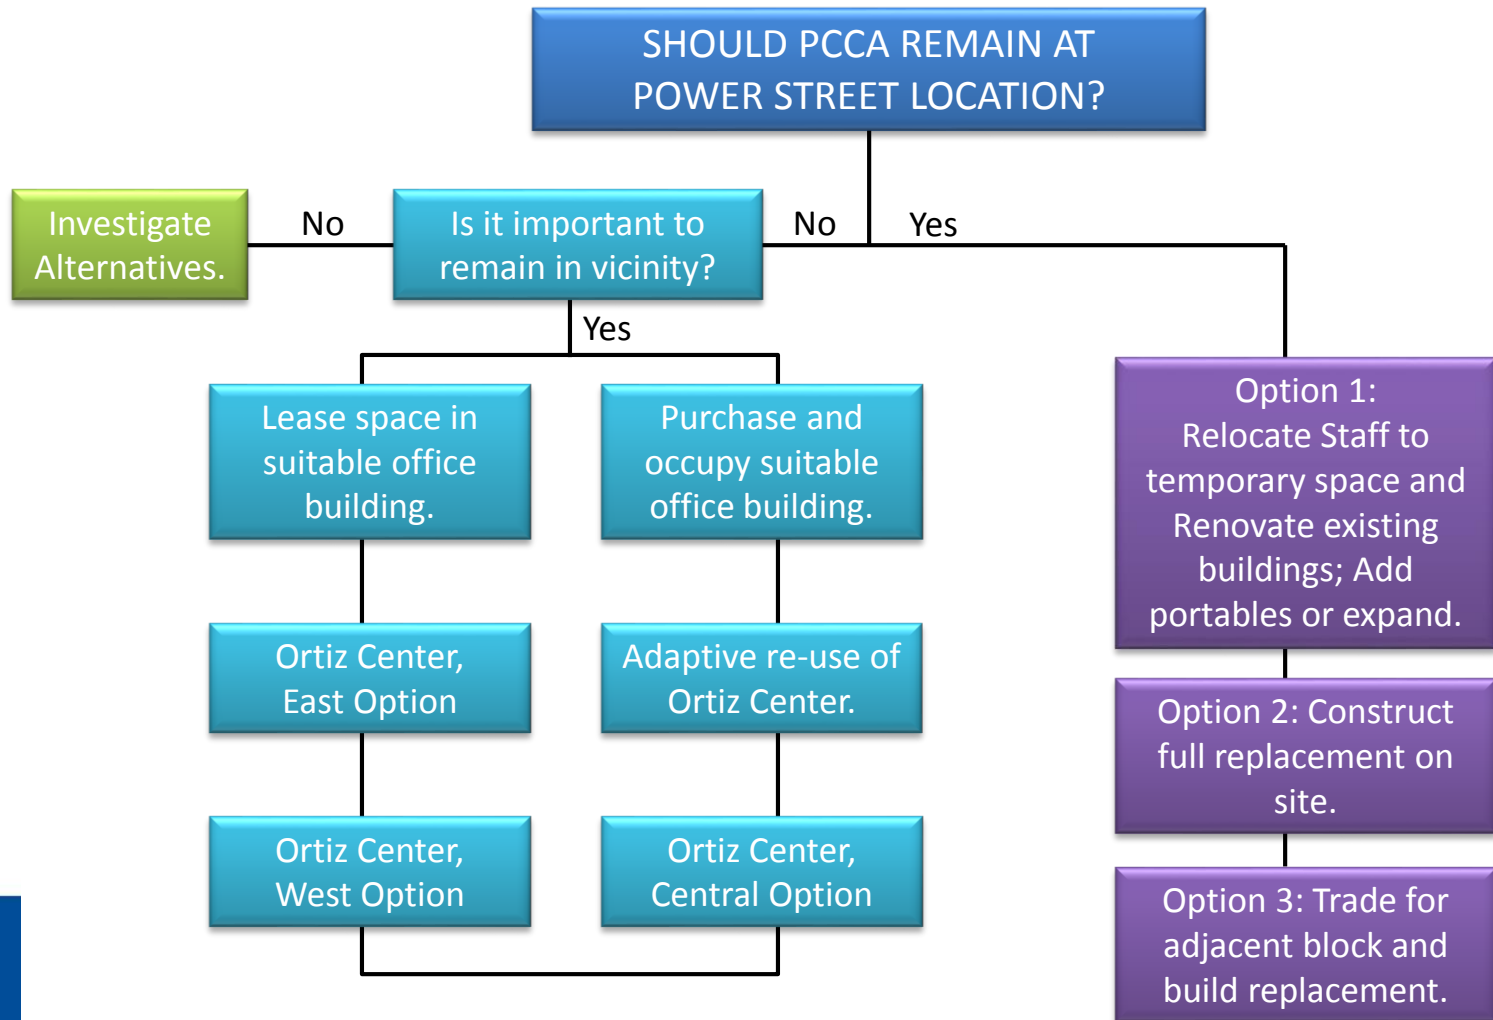 SHOULD PCCA REMAIN AT
POWER STREET LOCATION?
Investigate
Alternatives.
No
Is it important to
remain in vicinity?
No
Yes
Yes
Lease space in
suitable office
building.
Purchase and
occupy suitable
office building.
Ortiz Center,
East Option
Adaptive re-use of
Ortiz Center.
Ortiz Center,
West Option
Ortiz Center,
Central Option
Option 1:
Relocate Staff to
temporary space and
Renovate existing
buildings; Add
portables or expand.
Option 2: Construct
full replacement on
site.
Option 3: Trade for
adjacent block and
build replacement.